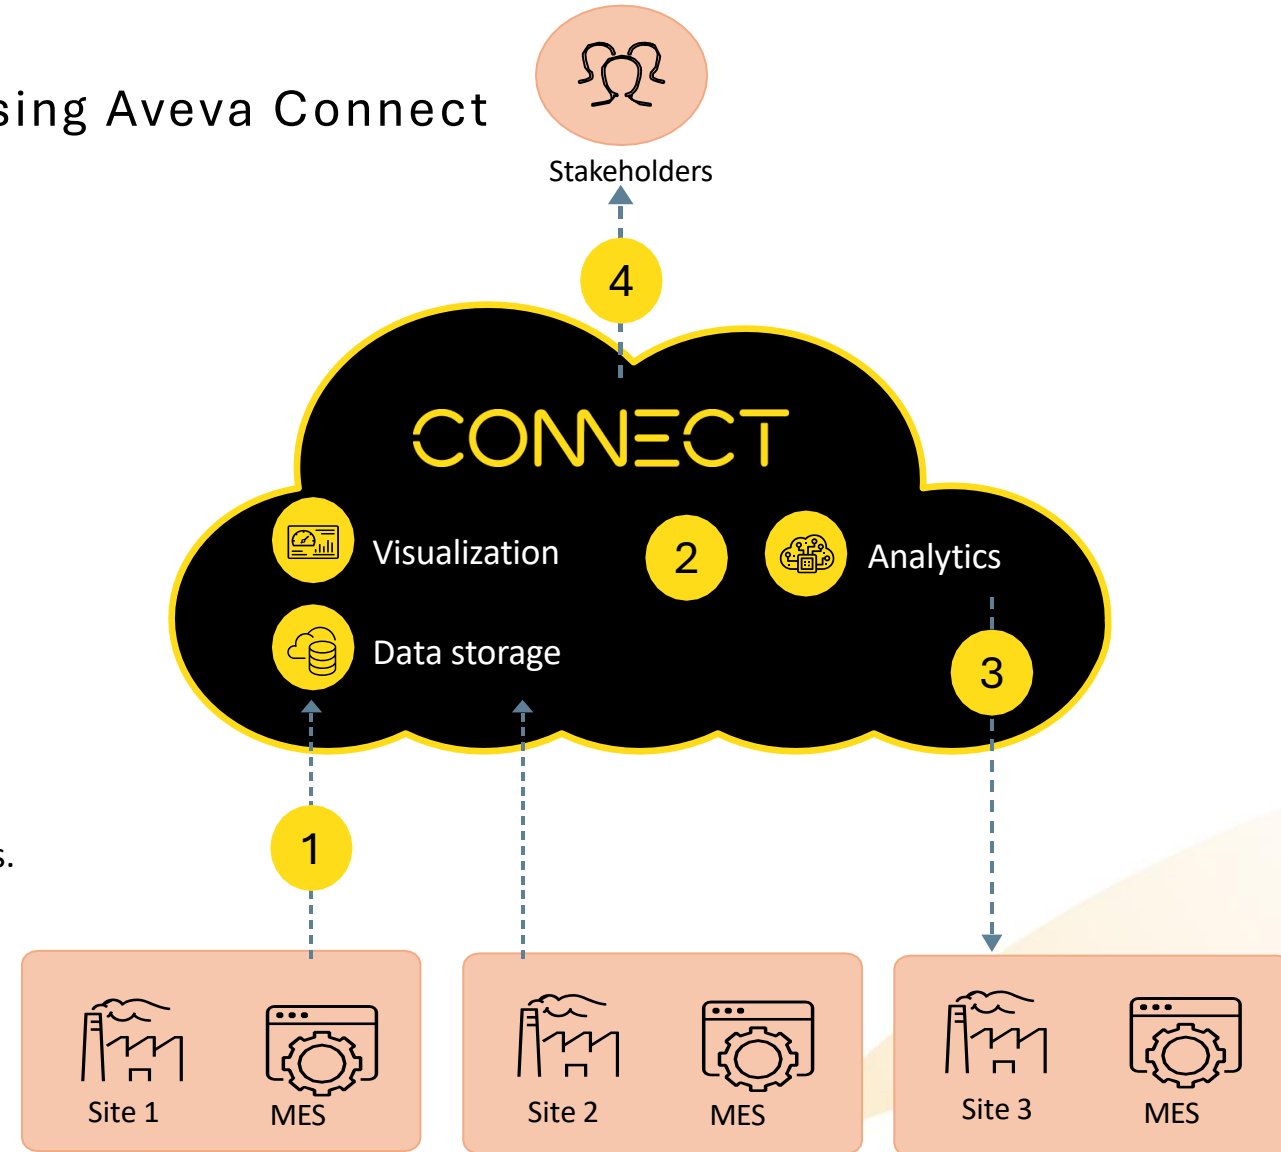 sing Aveva Connect
Stakeholders
4
CONNECT
Visualization
2
Analytics
Data storage
3
1
s.
Site 1
MES
Site 2
MES
Site 3
MES